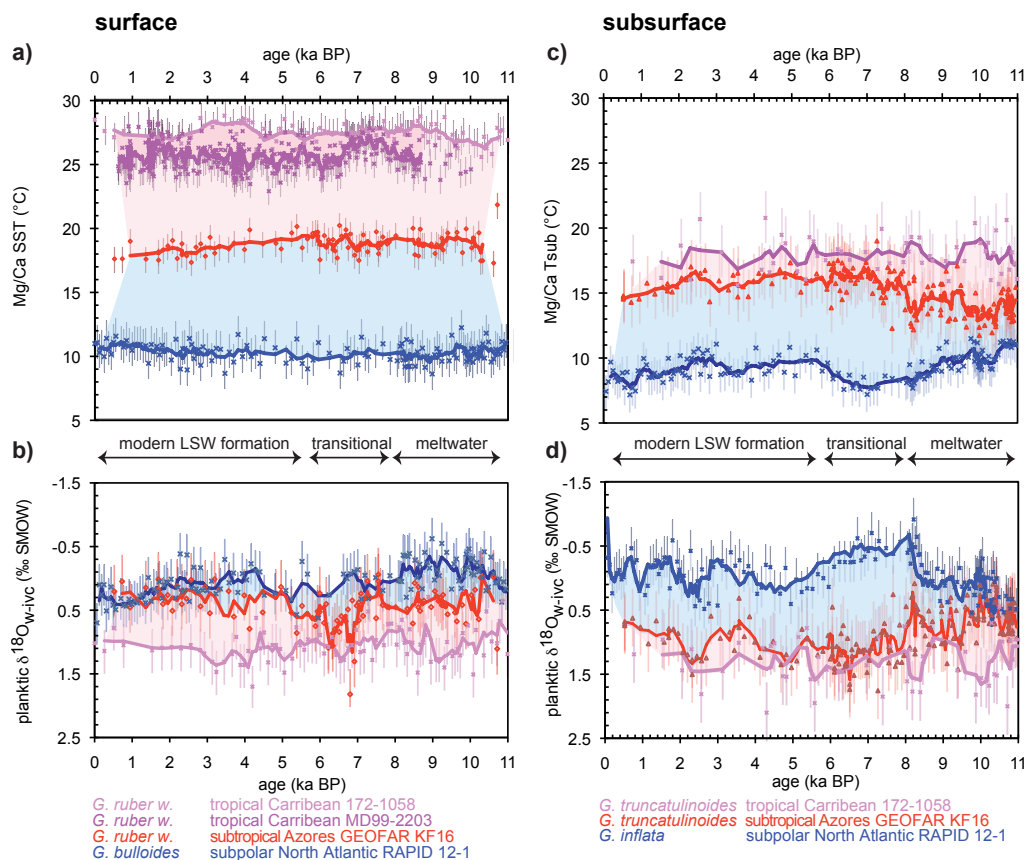 surface
subsurface
a)
age (ka BP)
0 1 2 3 4 5 6 7 8 9 10 11
30
25
20
15
10
5
Mg/Ca SST (°C)
c)
age (ka BP)
0 1 2 3 4 5 6 7 8 9 10 11
30
25
20
15
10
5
Mg/Ca Tsub (°C)
modern LSW formation transitional meltwater
modern LSW formation transitional meltwater
b)
-1.5
-0.5
0.5
1.5
2.5
planktic δ18Ow-ivc (‰ SMOW)
0 1 2 3 4 5 6 7 8 9 10 11
age (ka BP)
d)
-1.5
-0.5
0.5
1.5
2.5
planktic δ18Ow-ivc (‰ SMOW)
0 1 2 3 4 5 6 7 8 9 10 11
age (ka BP)
G. ruber w. tropical Carribean 172-1058
G. ruber w. tropical Carribean MD99-2203
G. ruber w. subtropical Azores GEOFAR KF16
G. bulloides subpolar North Atlantic RAPID 12-1
G. truncatulinoides tropical Carribean 172-1058
G. truncatulinoides subtropical Azores GEOFAR KF16
G. inflata subpolar North Atlantic RAPID 12-1